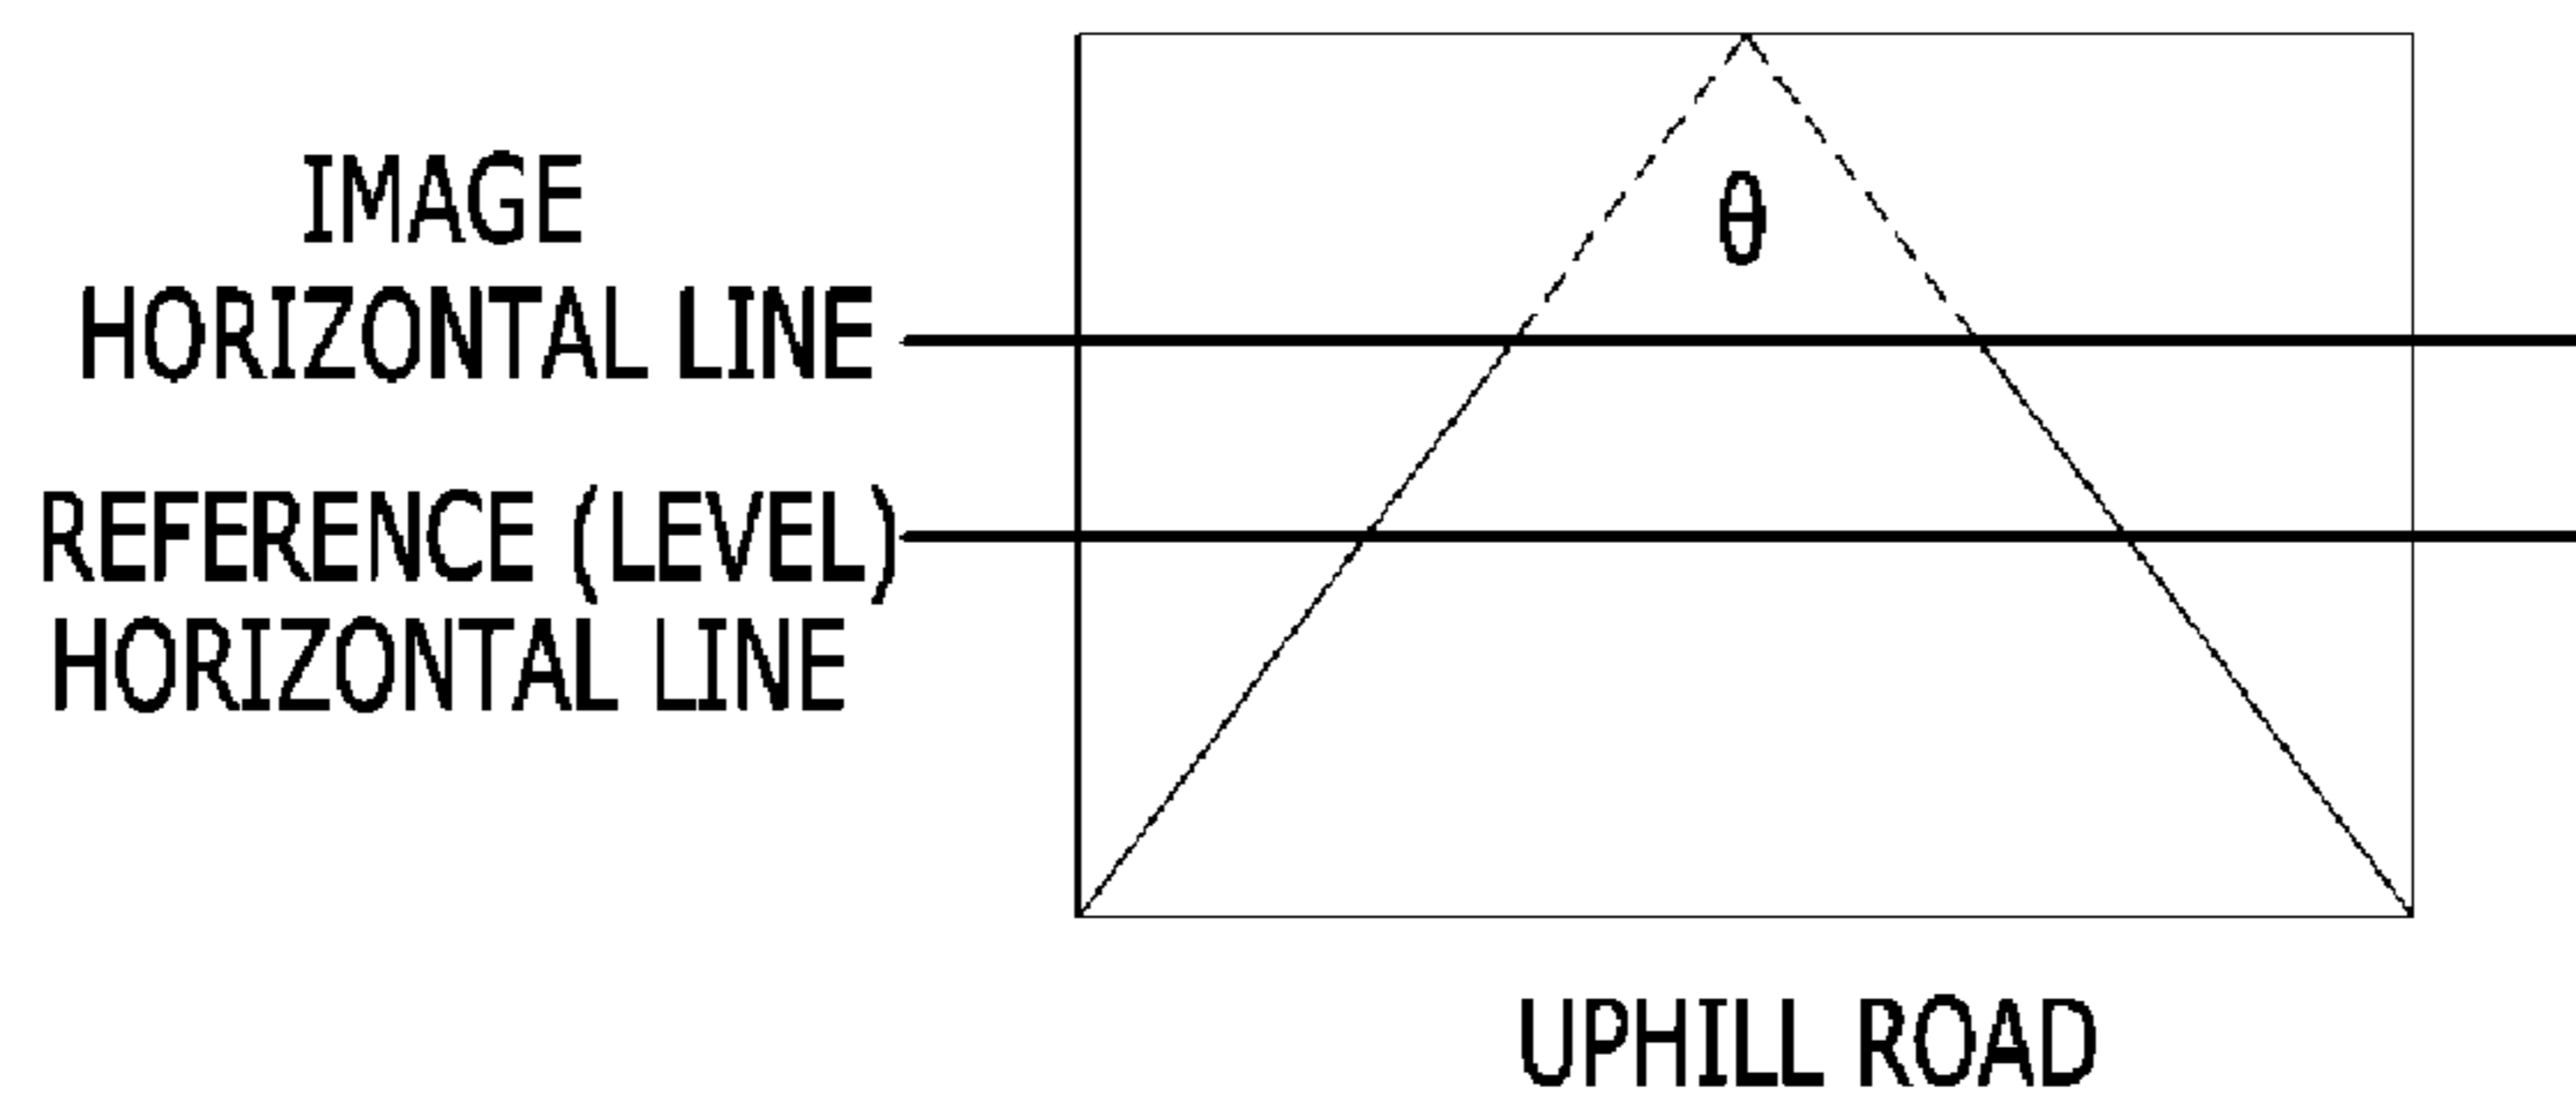 IMAGE
HORIZONTAL LINE
REFERENCE (LEVEL)
HORIZONTAL LINE
θ
UPHILL ROAD